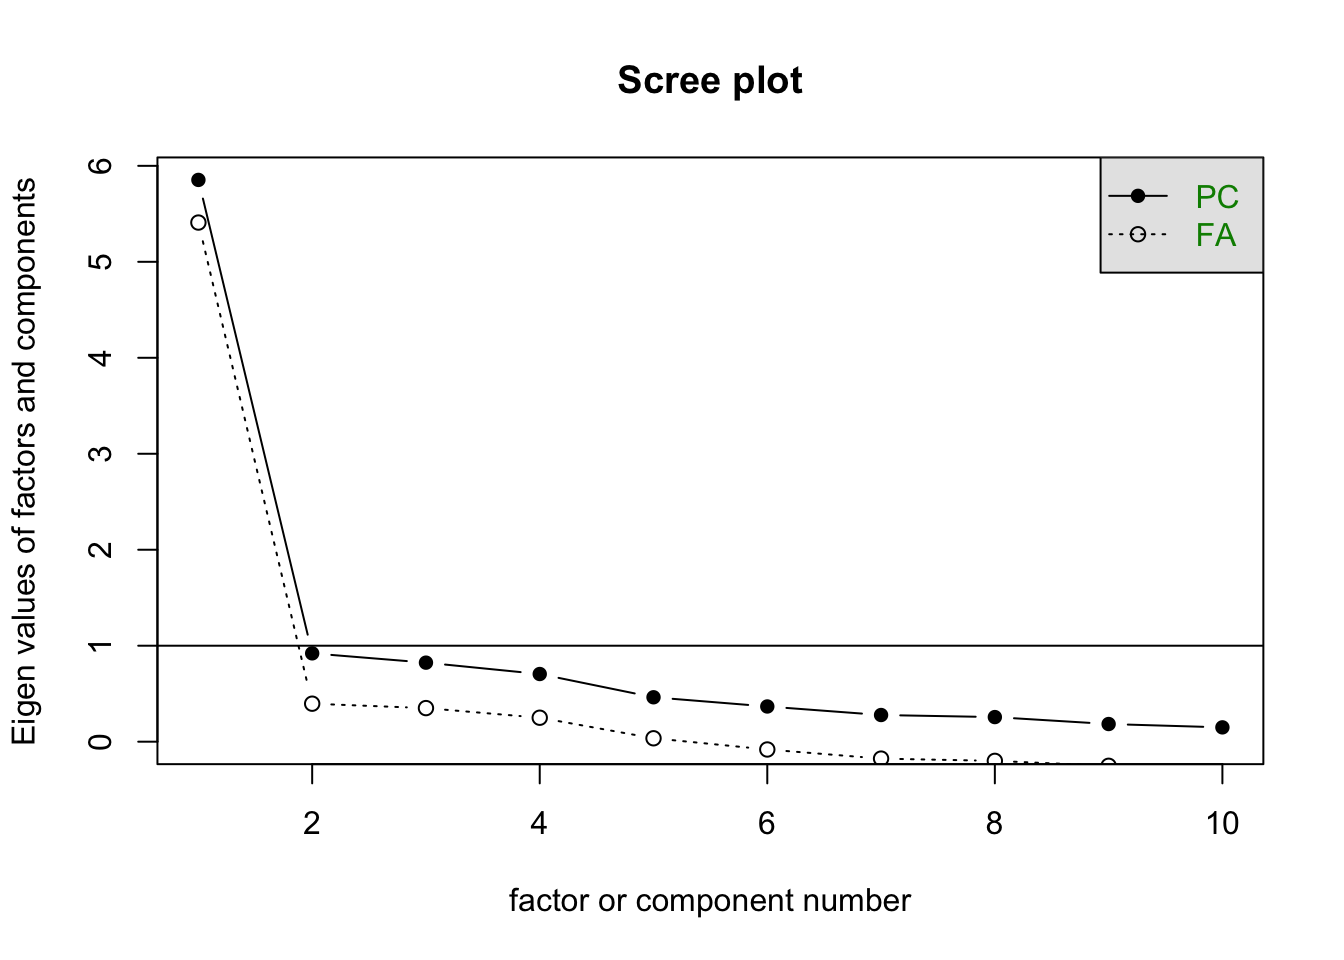 Scree plot
Eigen values of factors and components
6
5
4
3
2
1
0
PC
FA
2 4 6 8 10
factor or component number